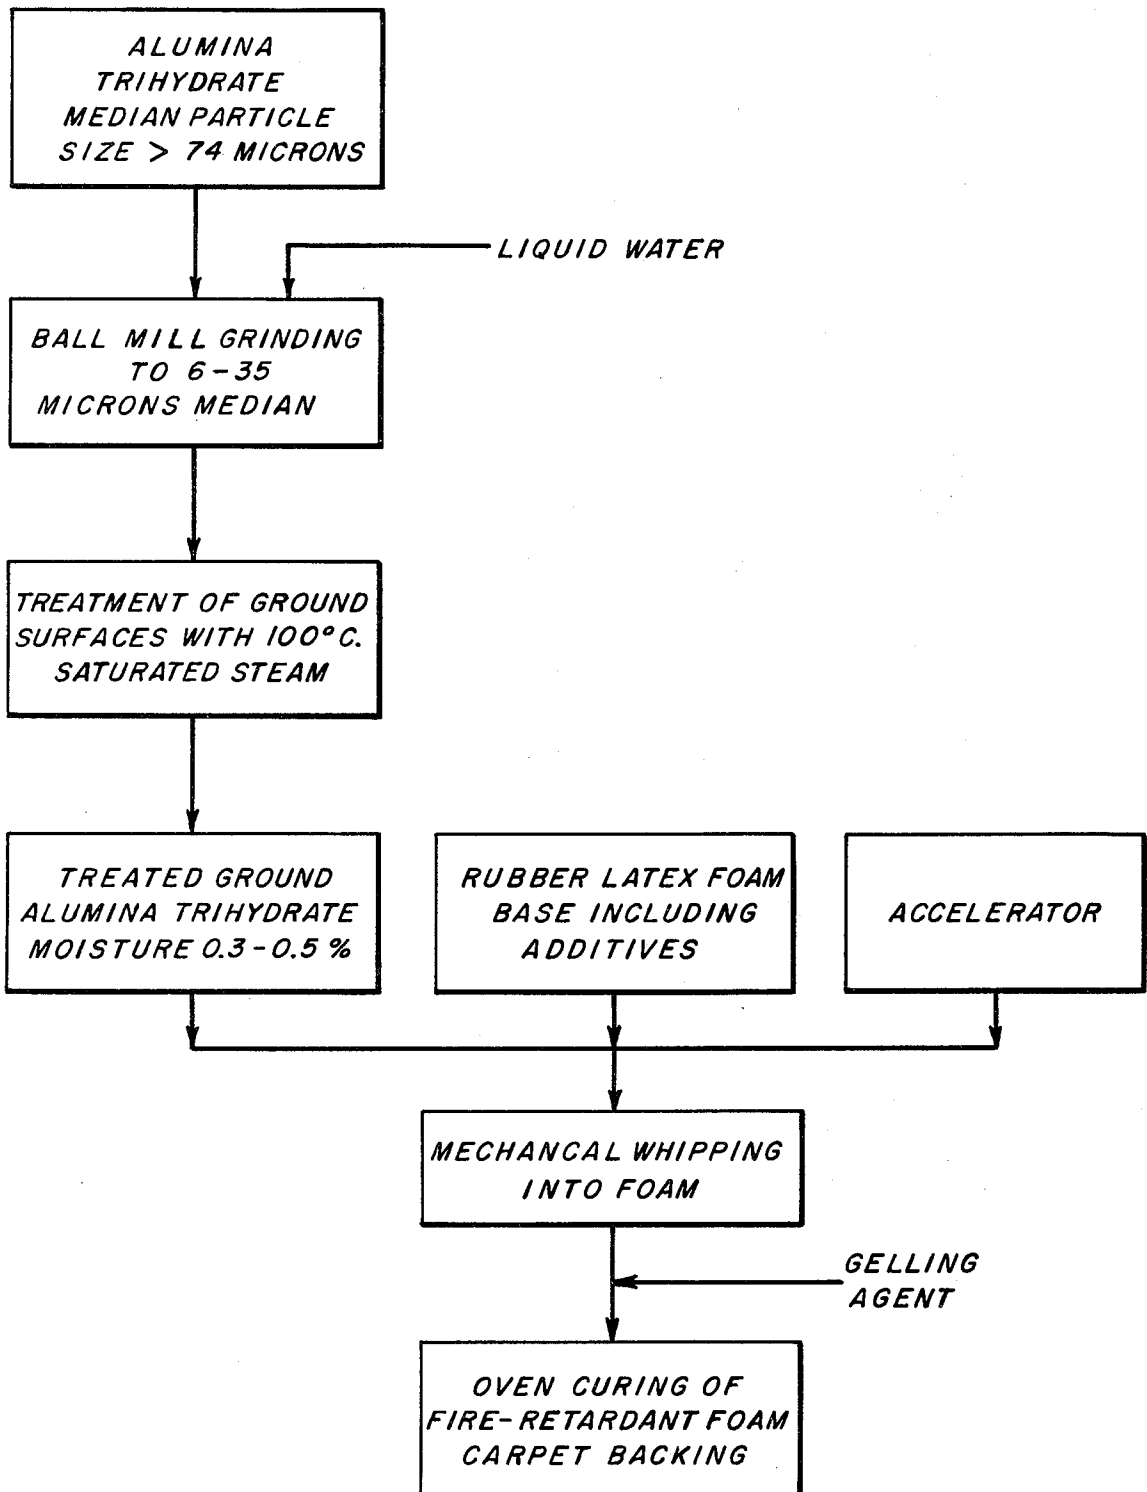 ALUMINA
TRIHYDRATE
MEDIAN PARTICLE
SIZE > 74 MICRONS
LIQUID WATER
BALL MILL GRINDING
TO 6-35
MICRONS MEDIAN
TREATMENT OF GROUND
SURFACES WITH 100°C.
SATURATED STEAM
TREATED GROUND
ALUMINA TRIHYDRATE
MOISTURE 0.3-0.5 %
RUBBER LATEX FOAM
BASE INCLUDING
ADDITIVES
ACCELERATOR
MECHANCAL WHIPPING
INTO FOAM
GELLING
AGENT
OVEN CURING OF
FIRE-RETARDANT FOAM
CARPET BACKING